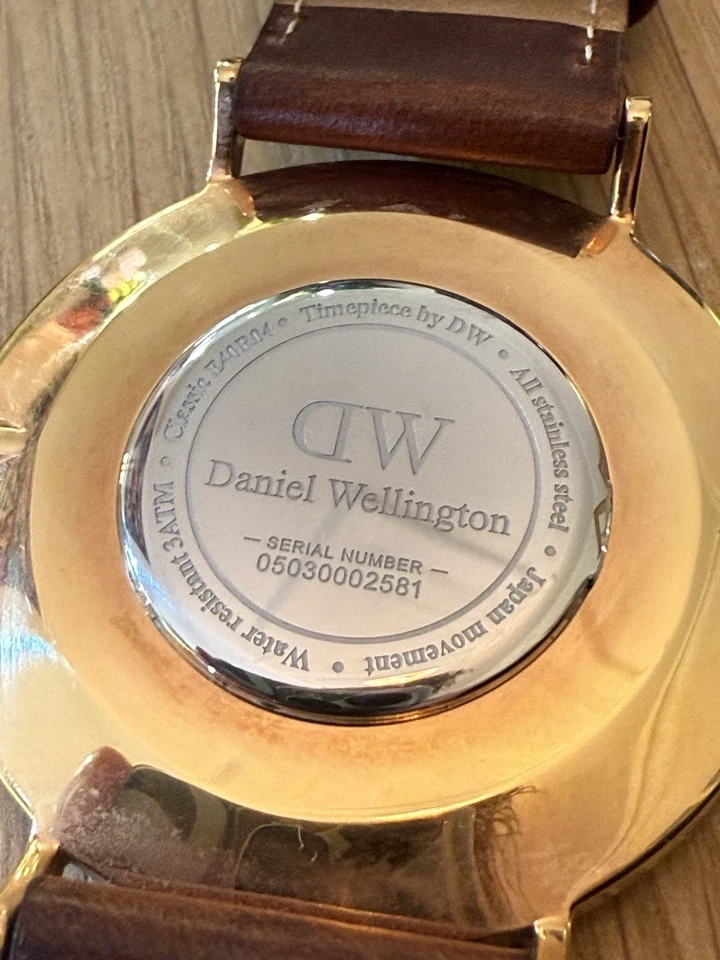 DW
Daniel Wellington
SERIAL NUMBER
05030002581
Timepiece by DW • All stainless steel • Japan movement • Water resistant 3ATM • Classic B40R04 •